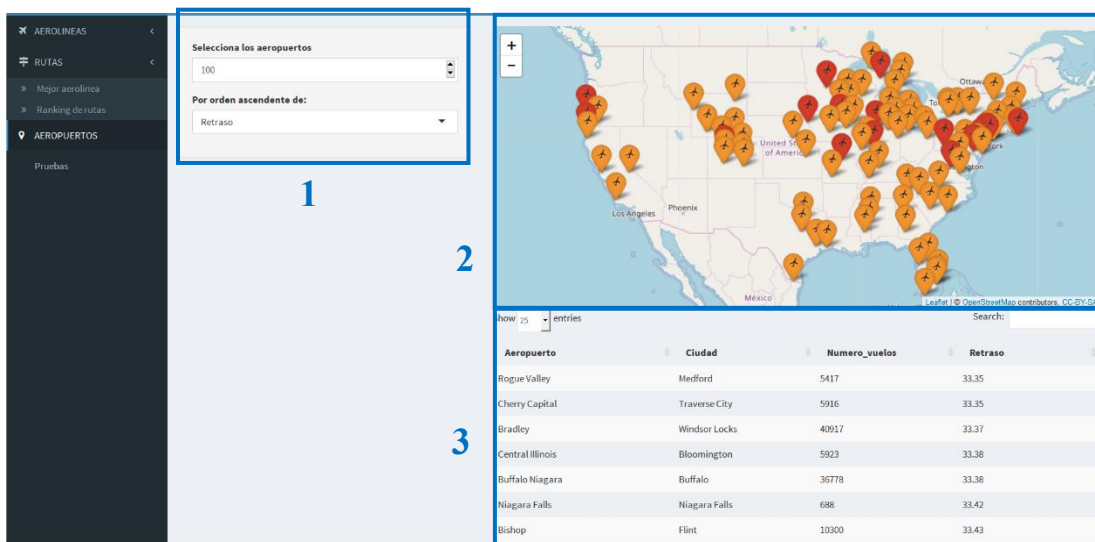 AEROLINEAS
RUTAS
» Mejor aerolinea
» Ranking de rutas
AEROPUERTOS
Pruebas
Selecciona los aeropuertos
100
Por orden ascendente de:
Retraso
1
2
3
+
−
Ottawa
United
of America
York
Los Angeles
Phoenix
México
Leaflet | © OpenStreetMap contributors, CC-BY-SA
how 25 entries
Search:
Aeropuerto Ciudad Numero_vuelos Retraso
Rogue Valley Medford 5417 33.35
Cherry Capital Traverse City 5916 33.35
Bradley Windsor Locks 40917 33.37
Central Illinois Bloomington 5923 33.38
Buffalo Niagara Buffalo 36778 33.38
Niagara Falls Niagara Falls 688 33.42
Bishop Flint 10300 33.43